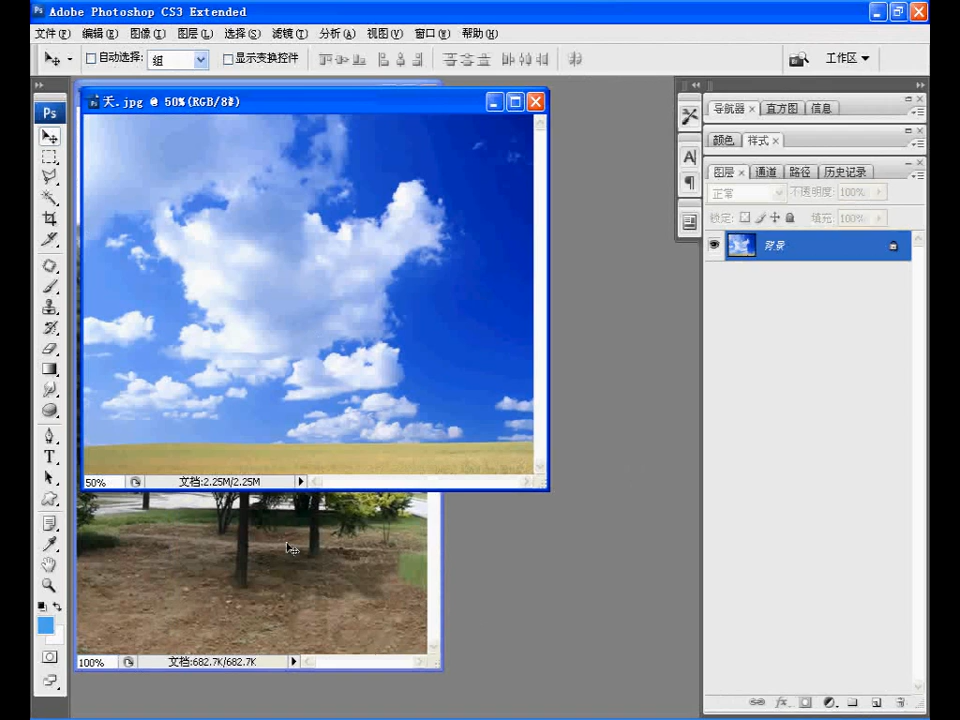 Adobe Photoshop CS3 Extended
文件(F) 编辑(E) 图像(I) 图层(L) 选择(S) 滤镜(T) 分析(A) 视图(V) 窗口(W) 帮助(H)
自动选择: 组 显示变换控件 工作区
天.jpg @ 50%(RGB/8#)
Ps
T
A
导航器 × 直方图 信息
颜色 样式 ×
图层 × 通道 路径 历史记录
正常 不透明度: 100%
锁定: 填充: 100%
背景
50% 文档:2.25M/2.25M
100% 文档:682.7K/682.7K